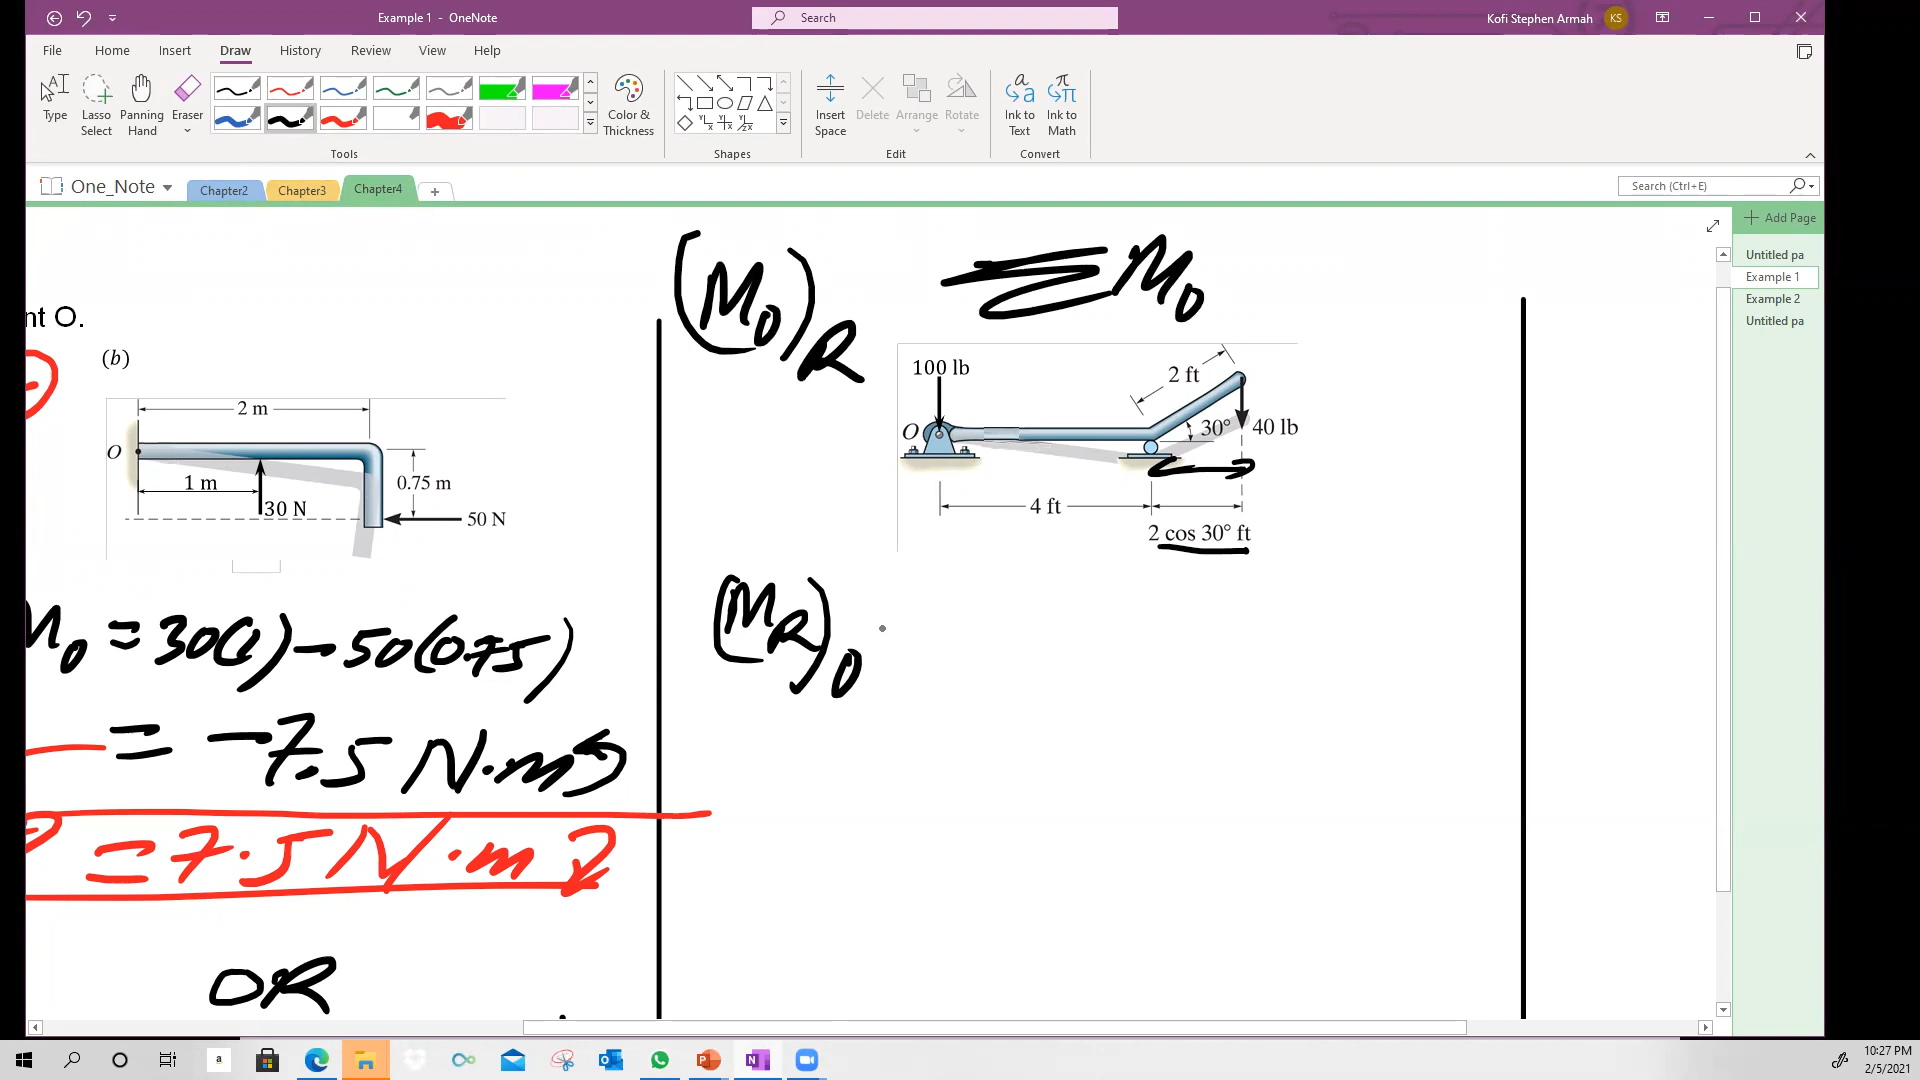 Example 1 - OneNote
Search
Kofi Stephen Armah
KS
File
Home
Insert
Draw
History
Review
View
Help
Type
Lasso Select
Panning Hand
Eraser
Color & Thickness
Insert Space
Delete
Arrange
Rotate
Ink to Text
Ink to Math
Tools
Shapes
Edit
Convert
One_Note
Chapter2
Chapter3
Chapter4
Search (Ctrl+E)
Add Page
Untitled pa
Example 1
Example 2
Untitled pa
nt O.
(b)
2 m
O
1 m
30 N
0.75 m
50 N
M0 = 30(1) - 50(0.75)
= -7.5 N·m
= 7.5 N·m
OR
(M0)R
M0
100 lb
2 ft
O
30°
40 lb
4 ft
2 cos 30° ft
(MR)0
10:27 PM
2/5/2021